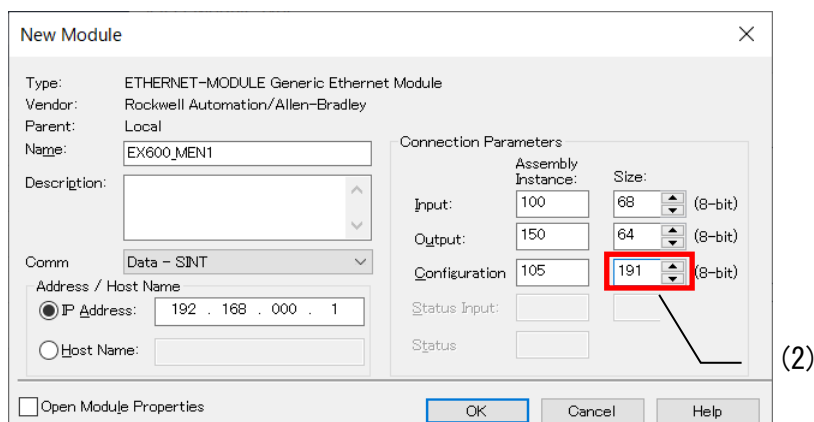 New Module
Type: ETHERNET-MODULE Generic Ethernet Module
Vendor: Rockwell Automation/Allen-Bradley
Parent: Local
Name: EX600_MEN1
Description:
Comm Data - SINT
Address / Host Name
IP Address: 192 . 168 . 000 . 1
Host Name:
Connection Parameters
Assembly Instance: Size:
Input: 100 68 (8-bit)
Output: 150 64 (8-bit)
Configuration 105 191 (8-bit)
Status Input:
Status
(2)
Open Module Properties
OK Cancel Help